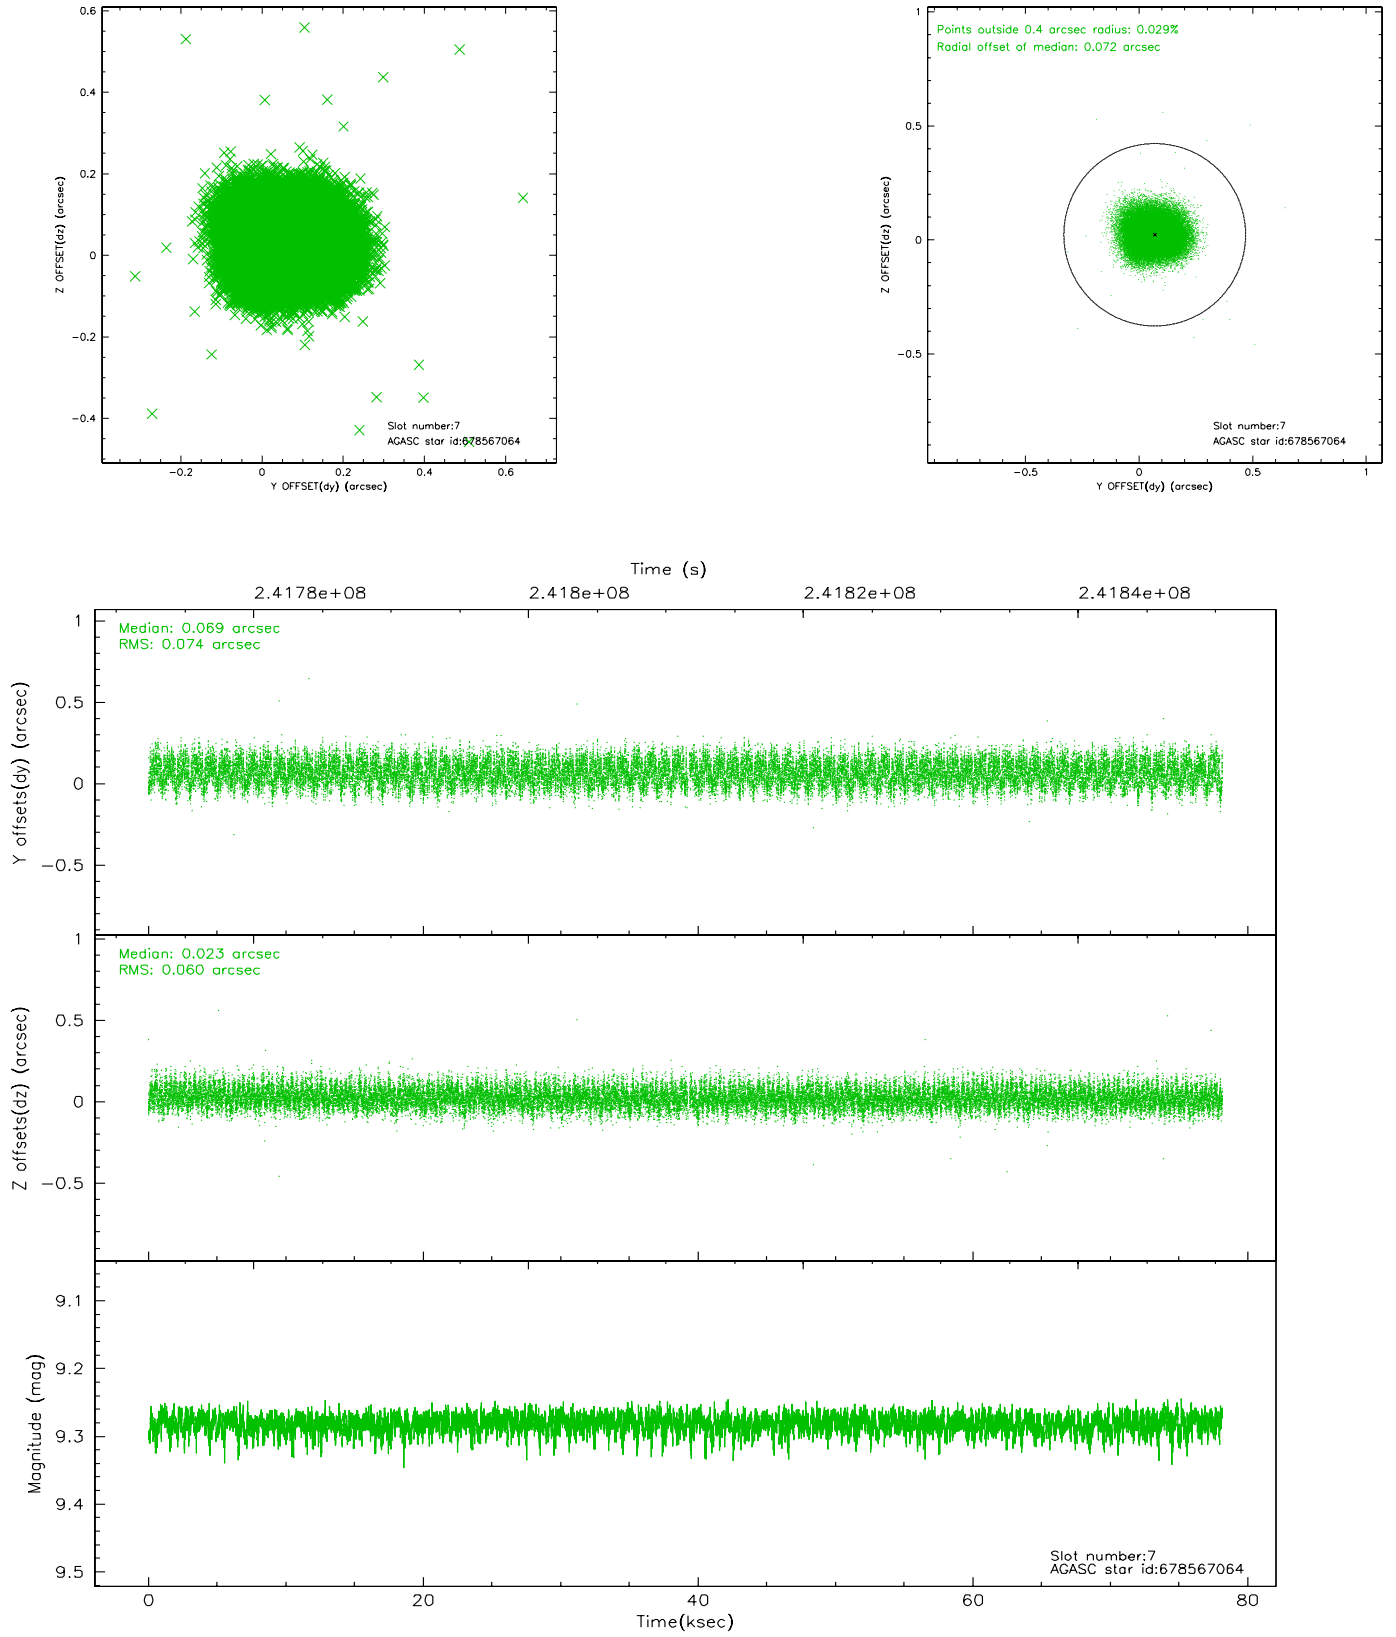 0.6
0.4
0.2
0
−0.2
−0.4
−0.2
0
0.2
0.4
0.6
Z OFFSET(dz) (arcsec)
Y OFFSET(dy) (arcsec)
Slot number:7
AGASC star id:678567064
Points outside 0.4 arcsec radius: 0.029%
Radial offset of median: 0.072 arcsec
1
0.5
0
−0.5
−0.5
0
0.5
1
Z OFFSET(dz) (arcsec)
Y OFFSET(dy) (arcsec)
Slot number:7
AGASC star id:678567064
Time (s)
2.4178e+08
2.418e+08
2.4182e+08
2.4184e+08
Median: 0.069 arcsec
RMS: 0.074 arcsec
1
0.5
0
−0.5
Y offsets(dy) (arcsec)
Median: 0.023 arcsec
RMS: 0.060 arcsec
1
0.5
0
−0.5
Z offsets(dz) (arcsec)
9.1
9.2
9.3
9.4
9.5
Magnitude (mag)
Slot number:7
AGASC star id:678567064
0
20
40
60
80
Time(ksec)